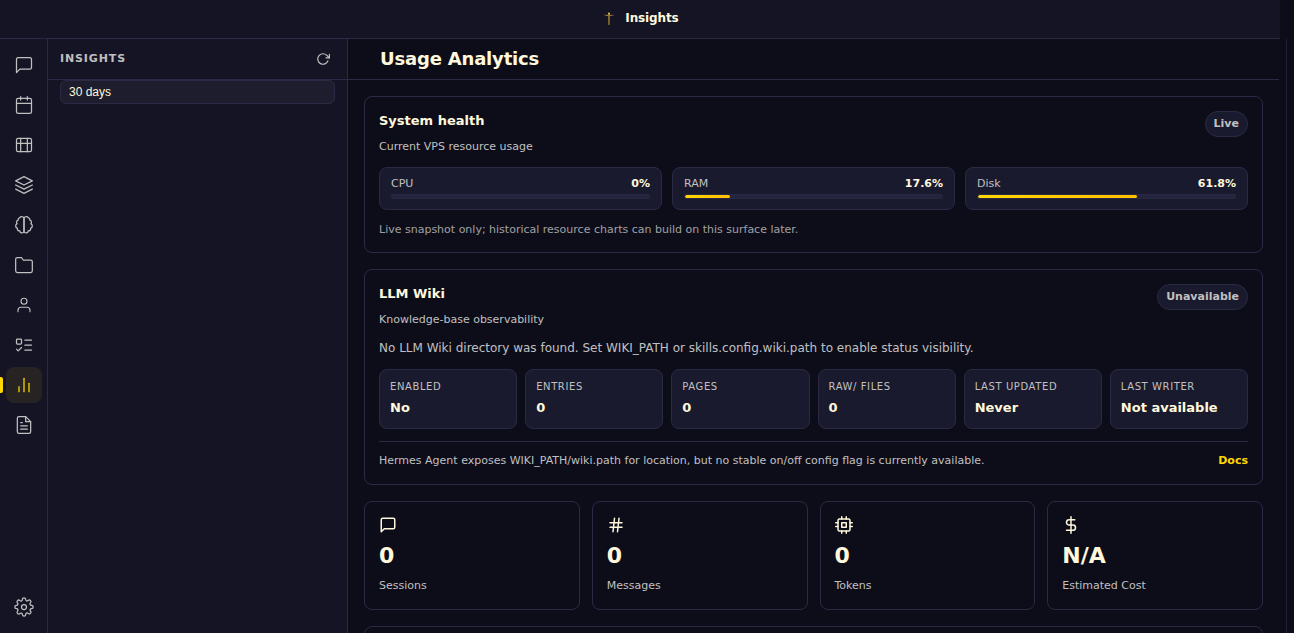 Insights
INSIGHTS
30 days
Usage Analytics
System health
Live
Current VPS resource usage
CPU 0%
RAM 17.6%
Disk 61.8%
Live snapshot only; historical resource charts can build on this surface later.
LLM Wiki
Unavailable
Knowledge-base observability
No LLM Wiki directory was found. Set WIKI_PATH or skills.config.wiki.path to enable status visibility.
ENABLED
No
ENTRIES
0
PAGES
0
RAW/ FILES
0
LAST UPDATED
Never
LAST WRITER
Not available
Hermes Agent exposes WIKI_PATH/wiki.path for location, but no stable on/off config flag is currently available.
Docs
0
Sessions
0
Messages
0
Tokens
N/A
Estimated Cost